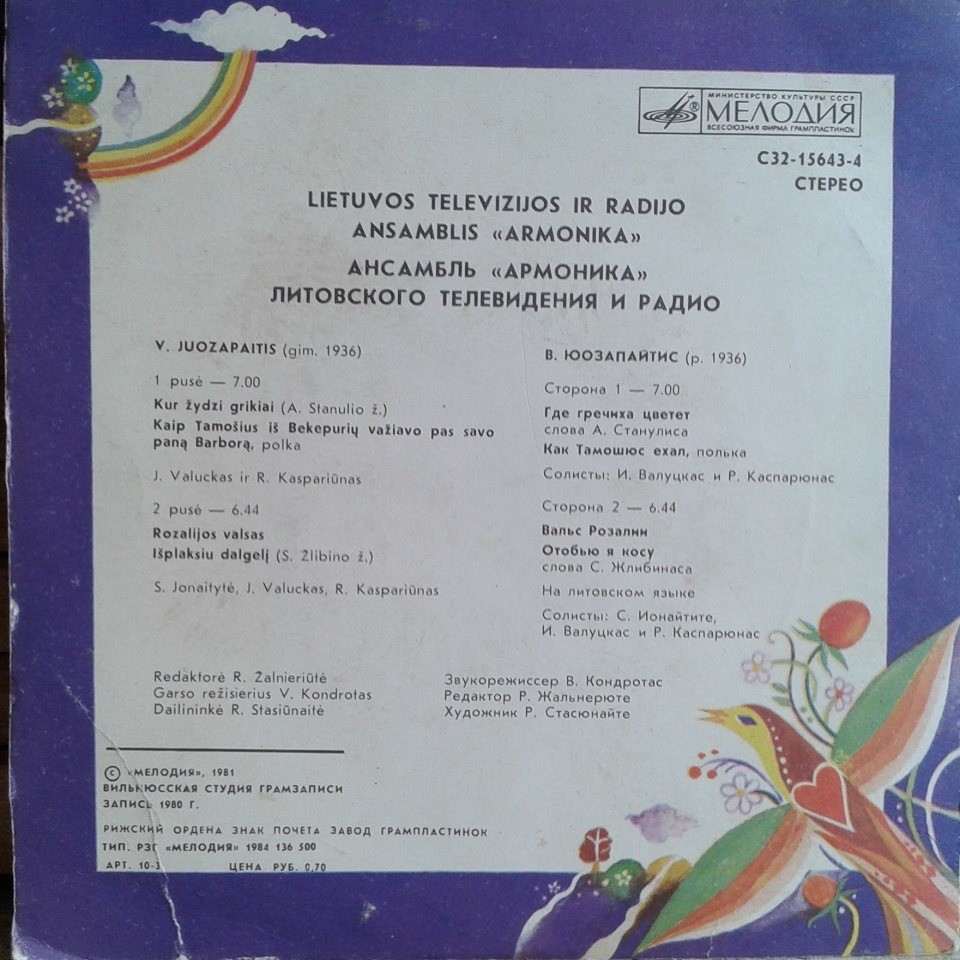 МИНИСТЕРСТВО КУЛЬТУРЫ СССР
МЕЛОДИЯ
ВСЕСОЮЗНАЯ ФИРМА ГРАМПЛАСТИНОК
С32-15643-4
СТЕРЕО
LIETUVOS TELEVIZIJOS IR RADIJO
ANSAMBLIS «ARMONIKA»
АНСАМБЛЬ «АРМОНИКА»
ЛИТОВСКОГО ТЕЛЕВИДЕНИЯ И РАДИО
V. JUOZAPAITIS (gim. 1936)
1 pusė — 7.00
Kur žydzi grikiai (A. Stanulio ž.)
Kaip Tamošius iš Bekepurių važiavo pas savo
paną Barborą, polka
J. Valuckas ir R. Kaspariūnas
2 pusė — 6.44
Rozalijos valsas
Išplaksiu dalgelį (S. Žlibino ž.)
S. Jonaitytė, J. Valuckas, R. Kaspariūnas
В. ЮОЗАПАЙТИС (р. 1936)
Сторона 1 — 7.00
Где гречиха цветет
слова А. Станулиса
Как Тамошюс ехал, полька
Солисты: И. Валуцкас и Р. Каспарюнас
Сторона 2 — 6.44
Вальс Розалии
Отобью я косу
слова С. Жлибинаса
На литовском языке
Солисты: С. Ионайтите,
И. Валуцкас и Р. Каспарюнас
Redaktorė R. Žalnieriūtė
Garso režisierius V. Kondrotas
Dailininkė R. Stasiūnaitė
Звукорежиссер В. Кондротас
Редактор Р. Жальнерюте
Художник Р. Стасюнайте
© «МЕЛОДИЯ», 1981
ВИЛЬНЮССКАЯ СТУДИЯ ГРАМЗАПИСИ
ЗАПИСЬ 1980 Г.
РИЖСКИЙ ОРДЕНА ЗНАК ПОЧЕТА ЗАВОД ГРАМПЛАСТИНОК
ТИП. РЗГ «МЕЛОДИЯ» 1984 136 500
АРТ. 10-3 ЦЕНА РУБ. 0,70